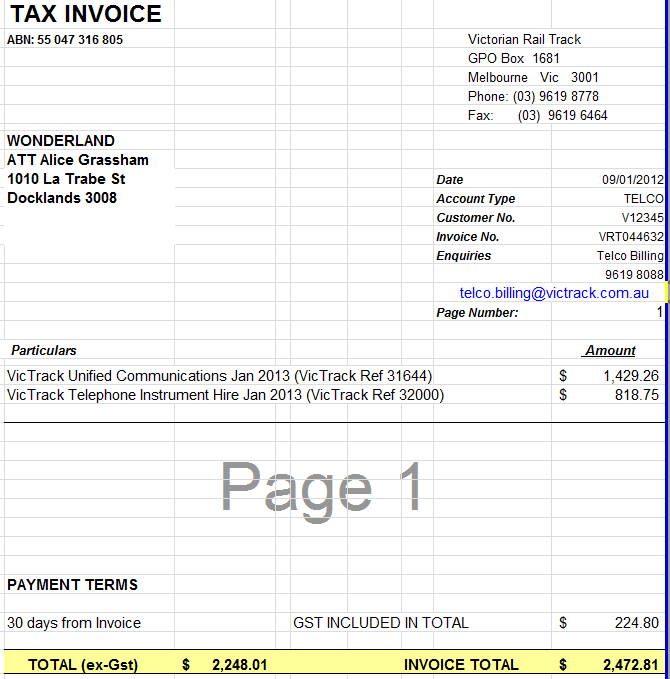 TAX INVOICE
ABN: 55 047 316 805
Victorian Rail Track
GPO Box 1681
Melbourne Vic 3001
Phone: (03) 9619 8778
Fax: (03) 9619 6464
WONDERLAND
ATT Alice Grassham
1010 La Trabe St
Docklands 3008
Date 09/01/2012
Account Type TELCO
Customer No. V12345
Invoice No. VRT044632
Enquiries Telco Billing
9619 8088
telco.billing@victrack.com.au
Page Number: 1
Particulars Amount
VicTrack Unified Communications Jan 2013 (VicTrack Ref 31644) $ 1,429.26
VicTrack Telephone Instrument Hire Jan 2013 (VicTrack Ref 32000) $ 818.75
Page 1
PAYMENT TERMS
30 days from Invoice GST INCLUDED IN TOTAL $ 224.80
TOTAL (ex-Gst) $ 2,248.01 INVOICE TOTAL $ 2,472.81